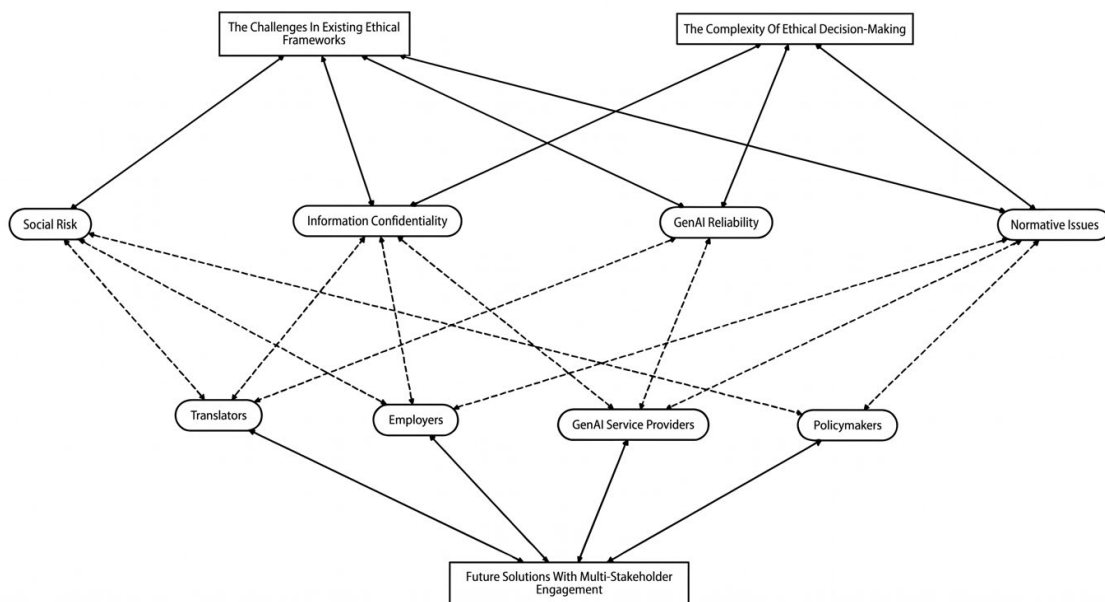 The Challenges In Existing Ethical
Frameworks
The Complexity Of Ethical Decision-Making
Social Risk
Information Confidentiality
GenAI Reliability
Normative Issues
Translators
Employers
GenAI Service Providers
Policymakers
Future Solutions With Multi-Stakeholder
Engagement